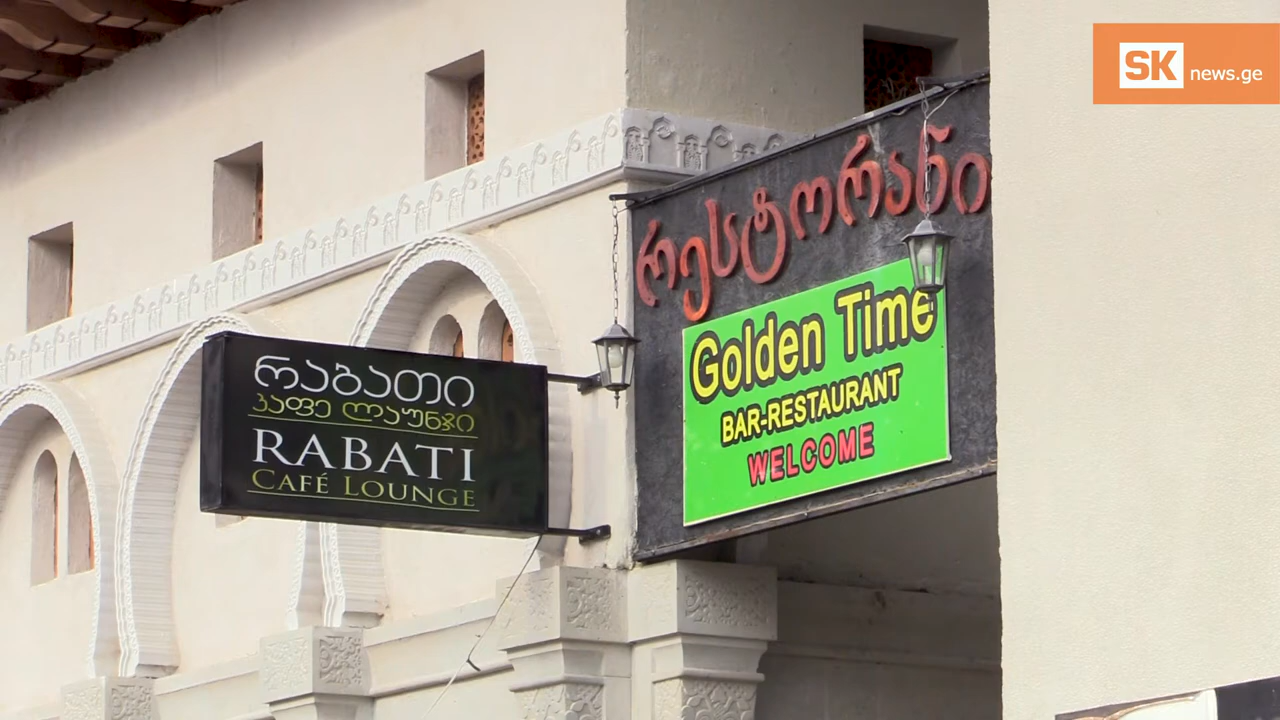 SK news.ge
რესტორანი
Golden Time
BAR-RESTAURANT
WELCOME
რაბათი
კაფე ლაუნჯი
RABATI
CAFÉ LOUNGE